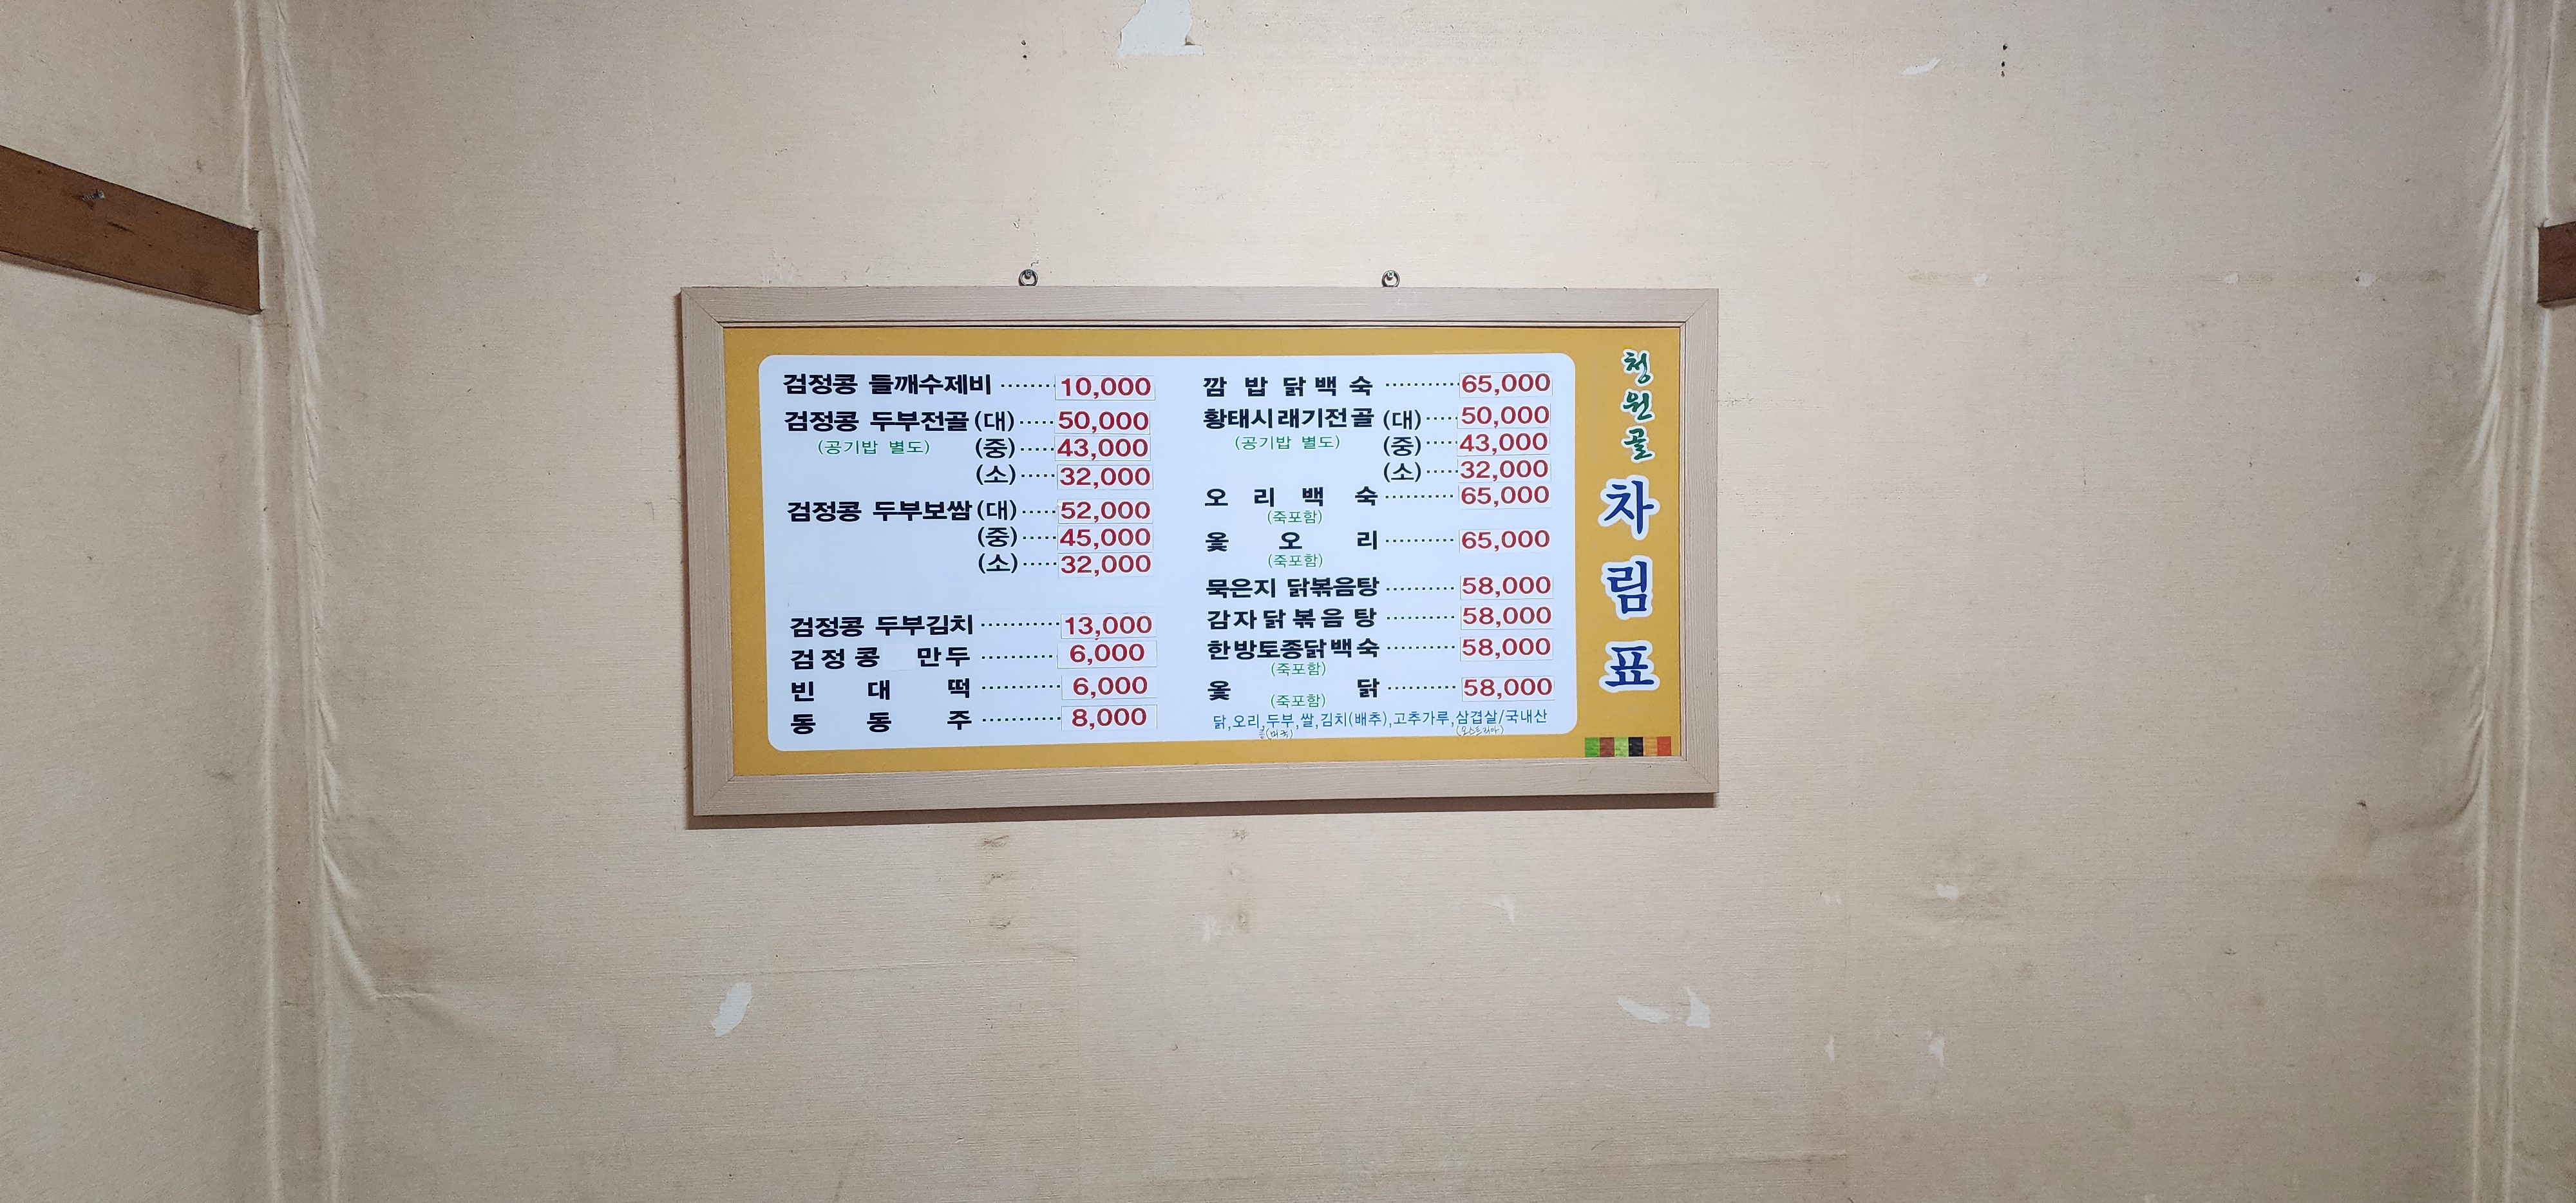 검정콩 들깨수제비 ······· 10,000
검정콩 두부전골 (대) ····· 50,000
(공기밥 별도) (중) ····· 43,000
(소) ····· 32,000
검정콩 두부보쌈 (대) ····· 52,000
(중) ····· 45,000
(소) ····· 32,000
검정콩 두부김치 ··········· 13,000
검정콩 만두 ··········· 6,000
빈대떡 ··········· 6,000
동동주 ··········· 8,000
깜밥닭백숙 ·········· 65,000
황태시래기전골 (대) ····· 50,000
(공기밥 별도) (중) ····· 43,000
(소) ····· 32,000
오리백숙 ·········· 65,000
(죽포함)
옻오리 ·········· 65,000
(죽포함)
묵은지 닭볶음탕 ·········· 58,000
감자닭볶음탕 ·········· 58,000
한방토종닭백숙 ·········· 58,000
(죽포함)
옻닭 ·········· 58,000
(죽포함)
닭,오리,두부,쌀,김치(배추),고추가루,삼겹살/국내산
(오스트리아)
청원골
차림표